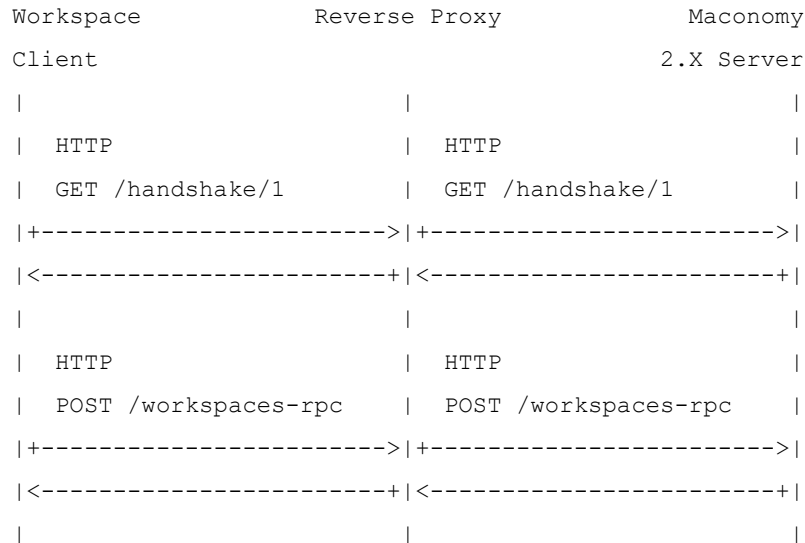 Workspace            Reverse Proxy             Maconomy
Client                                       2.X Server
|                          |                          |
|  HTTP                    |  HTTP                    |
|  GET /handshake/1        |  GET /handshake/1        |
|+------------------------>|+------------------------>|
|<------------------------+|<------------------------+|
|                          |                          |
|  HTTP                    |  HTTP                    |
|  POST /workspaces-rpc    |  POST /workspaces-rpc    |
|+------------------------>|+------------------------>|
|<------------------------+|<------------------------+|
|                          |                          |